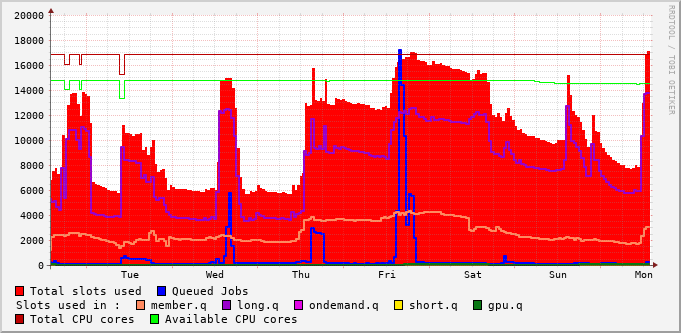 20000
18000
16000
14000
12000
10000
8000
6000
4000
2000
0
Tue Wed Thu Fri Sat Sun Mon
RRDTOOL / TOBI OETIKER
Total slots used Queued Jobs
Slots used in : member.q long.q ondemand.q short.q gpu.q
Total CPU cores Available CPU cores